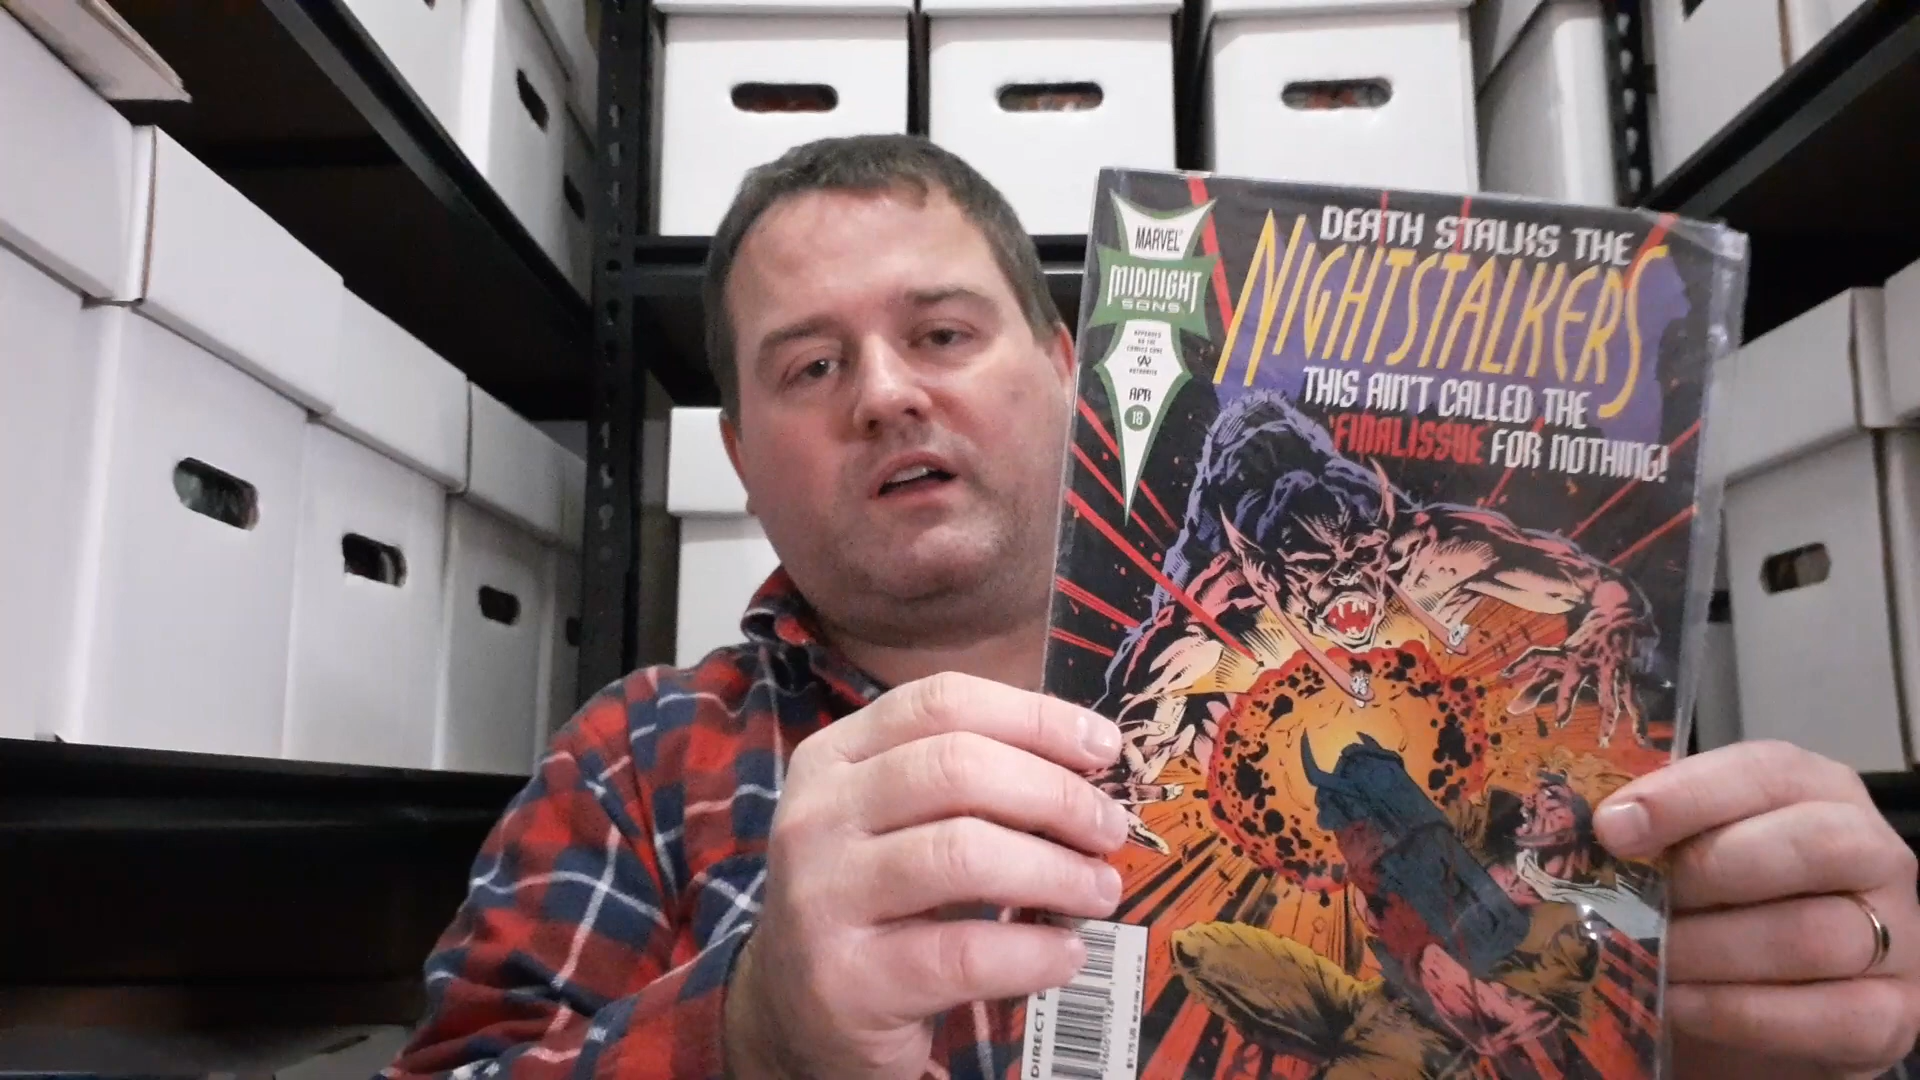 DEATH STALKS THE
NIGHTSTALKERS
THIS AIN'T CALLED THE
"FINAL ISSUE FOR NOTHING!
MARVEL
MIDNIGHT
SONS
APPROVED
BY THE
COMICS CODE
AUTHORITY
APR
18
DIRECT E